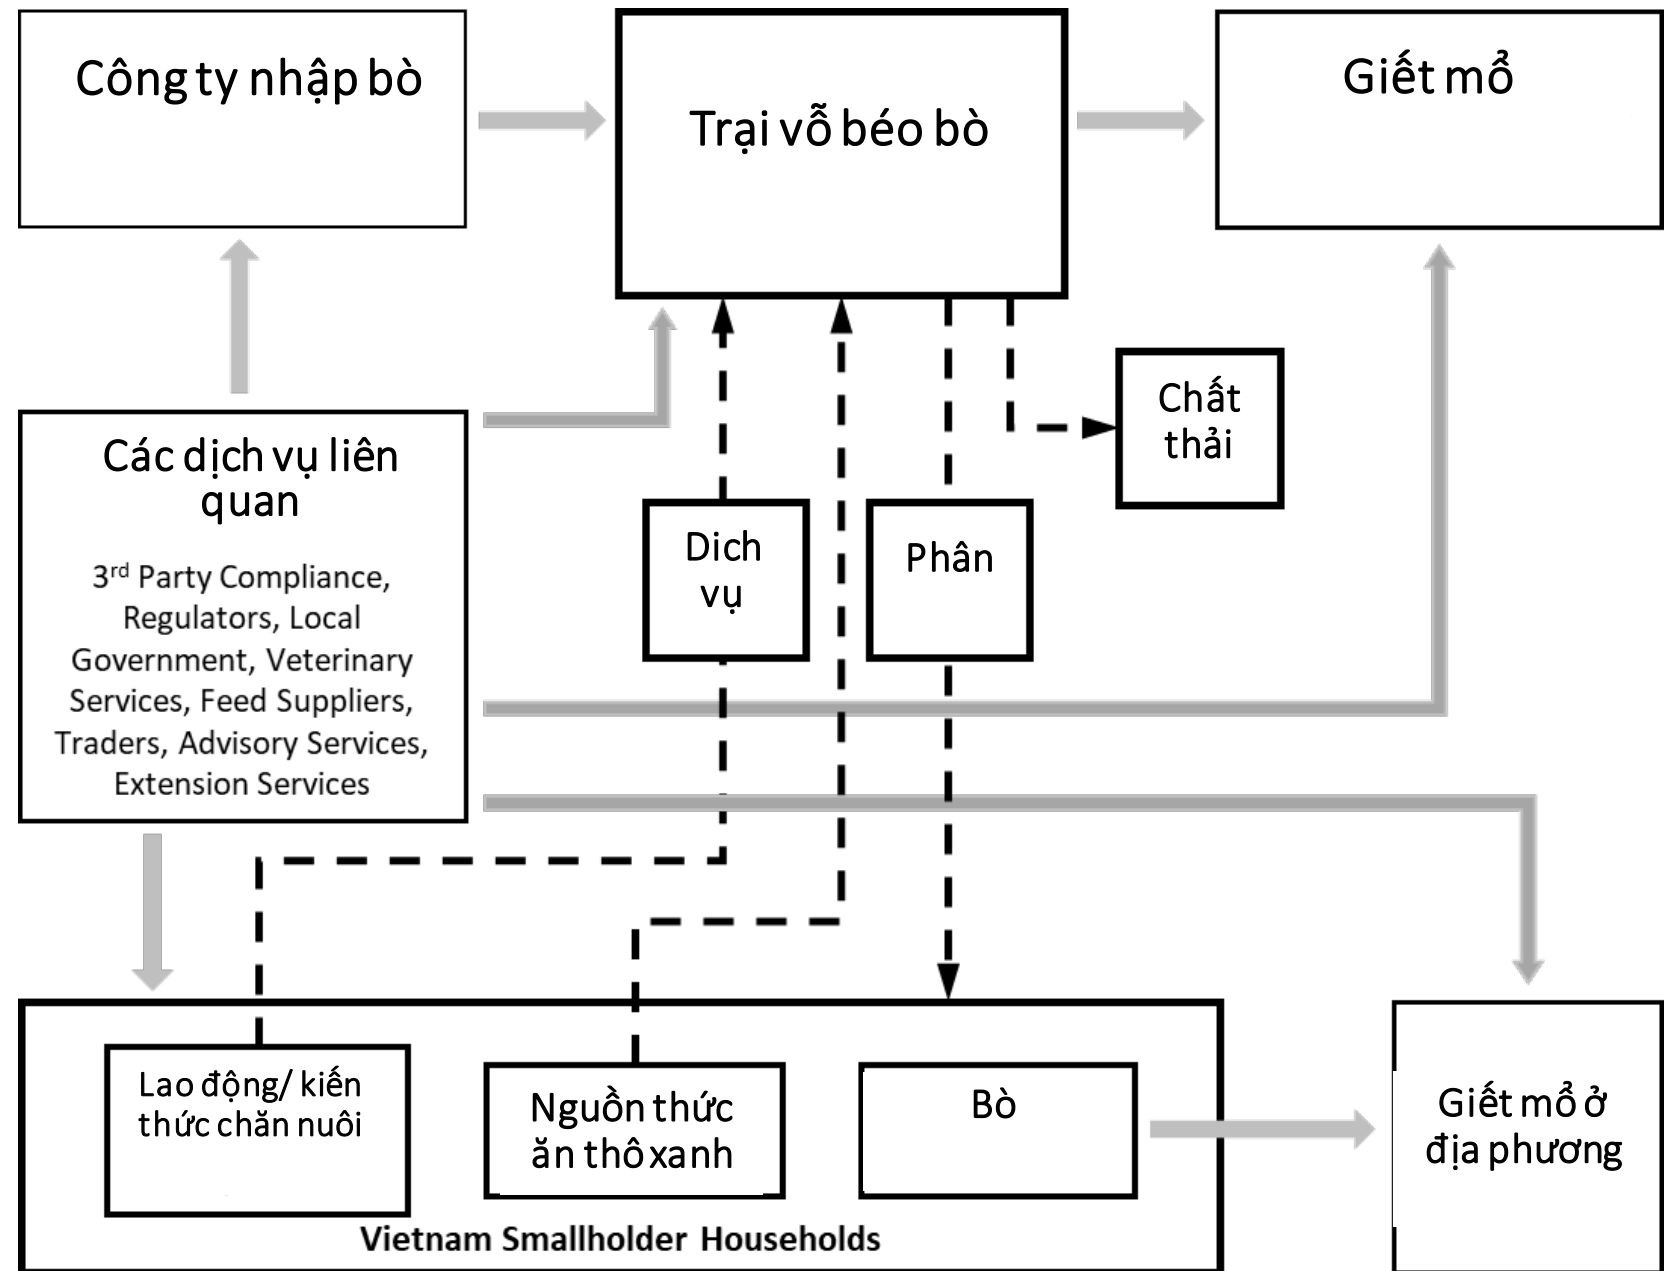 Công ty nhập bò
Trại vỗ béo bò
Giết mổ
Các dịch vụ liên
quan
3rd Party Compliance,
Regulators, Local
Government, Veterinary
Services, Feed Suppliers,
Traders, Advisory Services,
Extension Services
Chất
thải
Dich
vụ
Phân
Lao động/ kiến
thức chăn nuôi
Nguồn thức
ăn thô xanh
Bò
Vietnam Smallholder Households
Giết mổ ở
địa phương